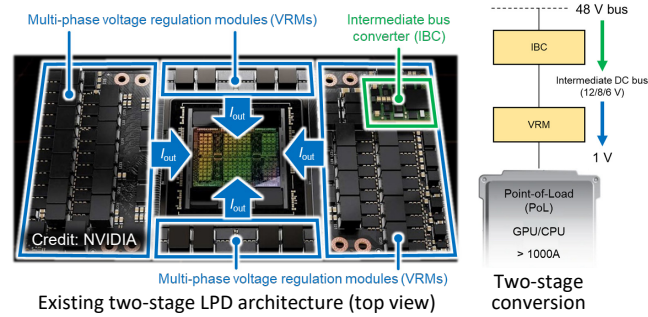 Multi-phase voltage regulation modules (VRMs)
Intermediate bus
converter (IBC)
Iout
Iout
Iout
Iout
Credit: NVIDIA
Multi-phase voltage regulation modules (VRMs)
Existing two-stage LPD architecture (top view)
48 V bus
IBC
Intermediate DC bus
(12/8/6 V)
VRM
1 V
Point-of-Load
(PoL)
GPU/CPU
> 1000A
Two-stage
conversion